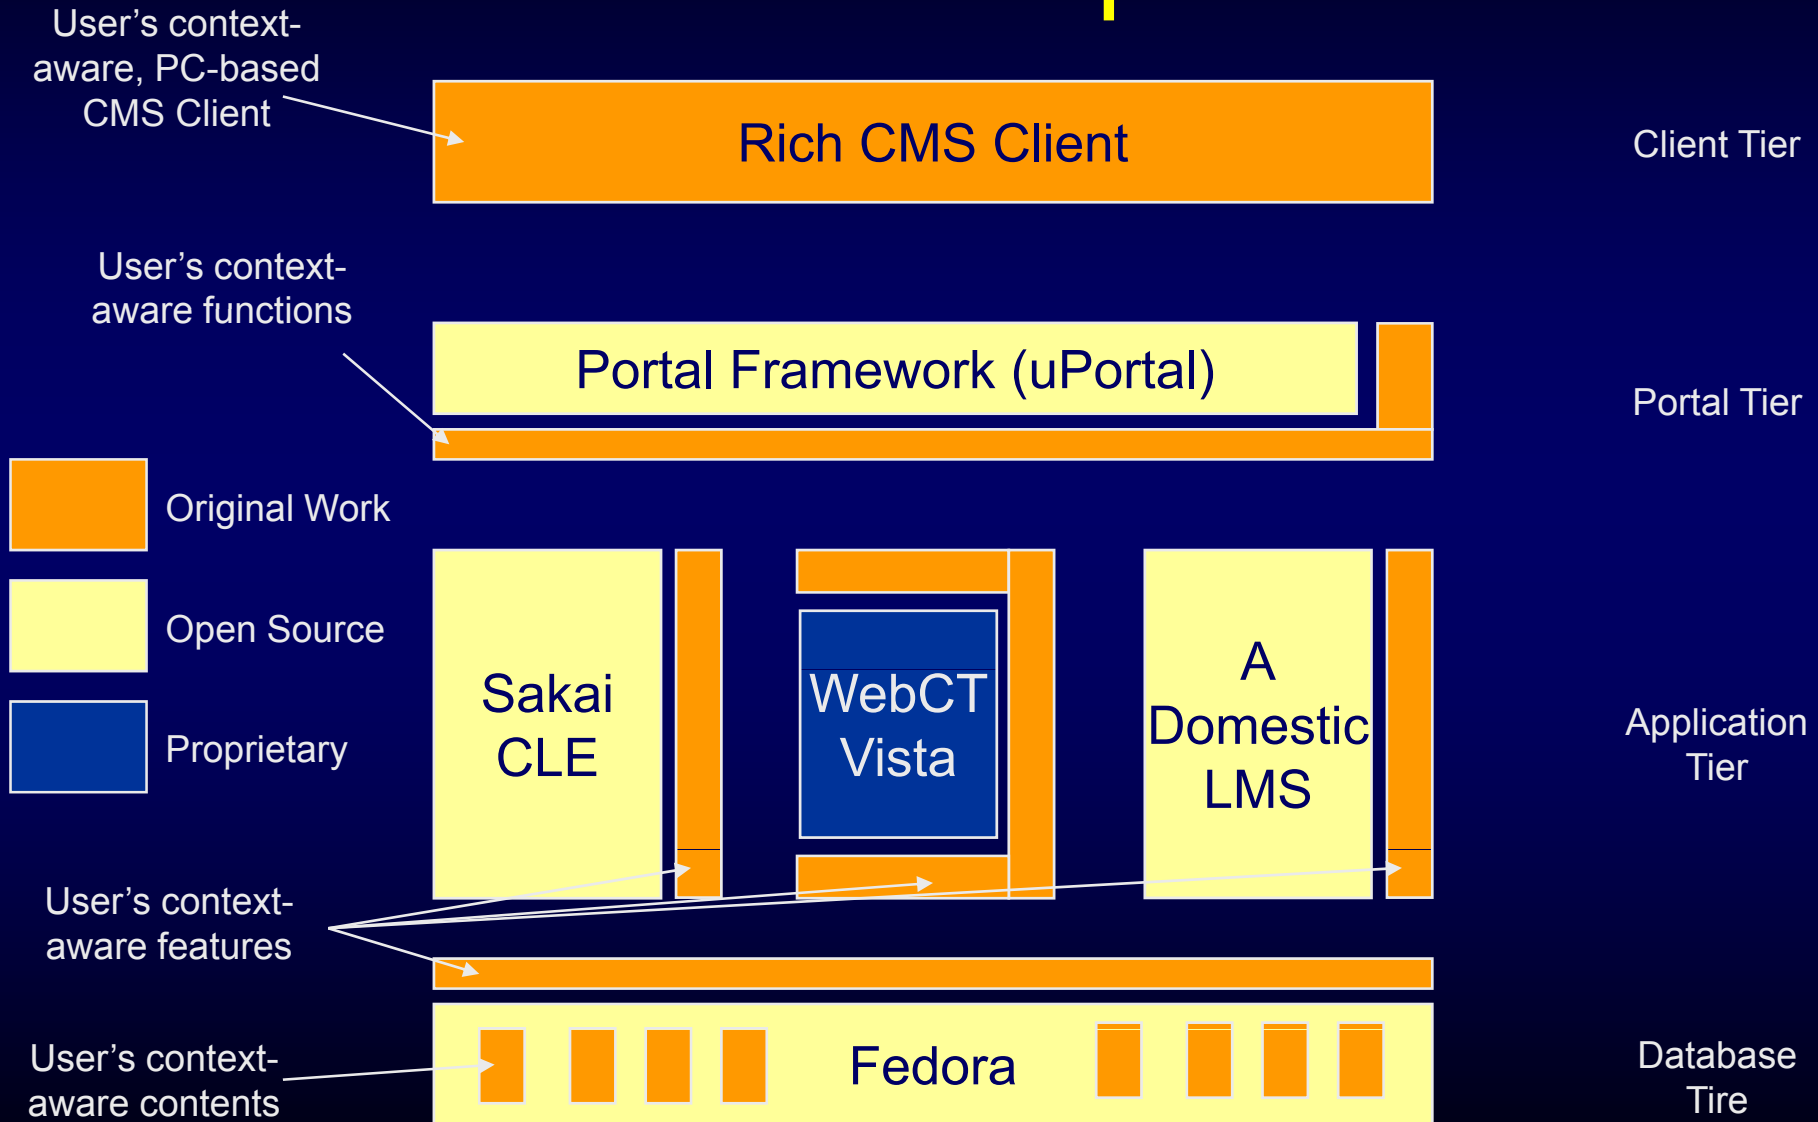 User’s context-
aware, PC-based
CMS Client
Rich CMS Client
Client Tier
User’s context-
aware functions
Portal Framework (uPortal)
Portal Tier
Original Work
Open Source
Proprietary
Sakai
CLE
WebCT
Vista
A
Domestic
LMS
Application
Tier
User’s context-
aware features
User’s context-
aware contents
Fedora
Database
Tire